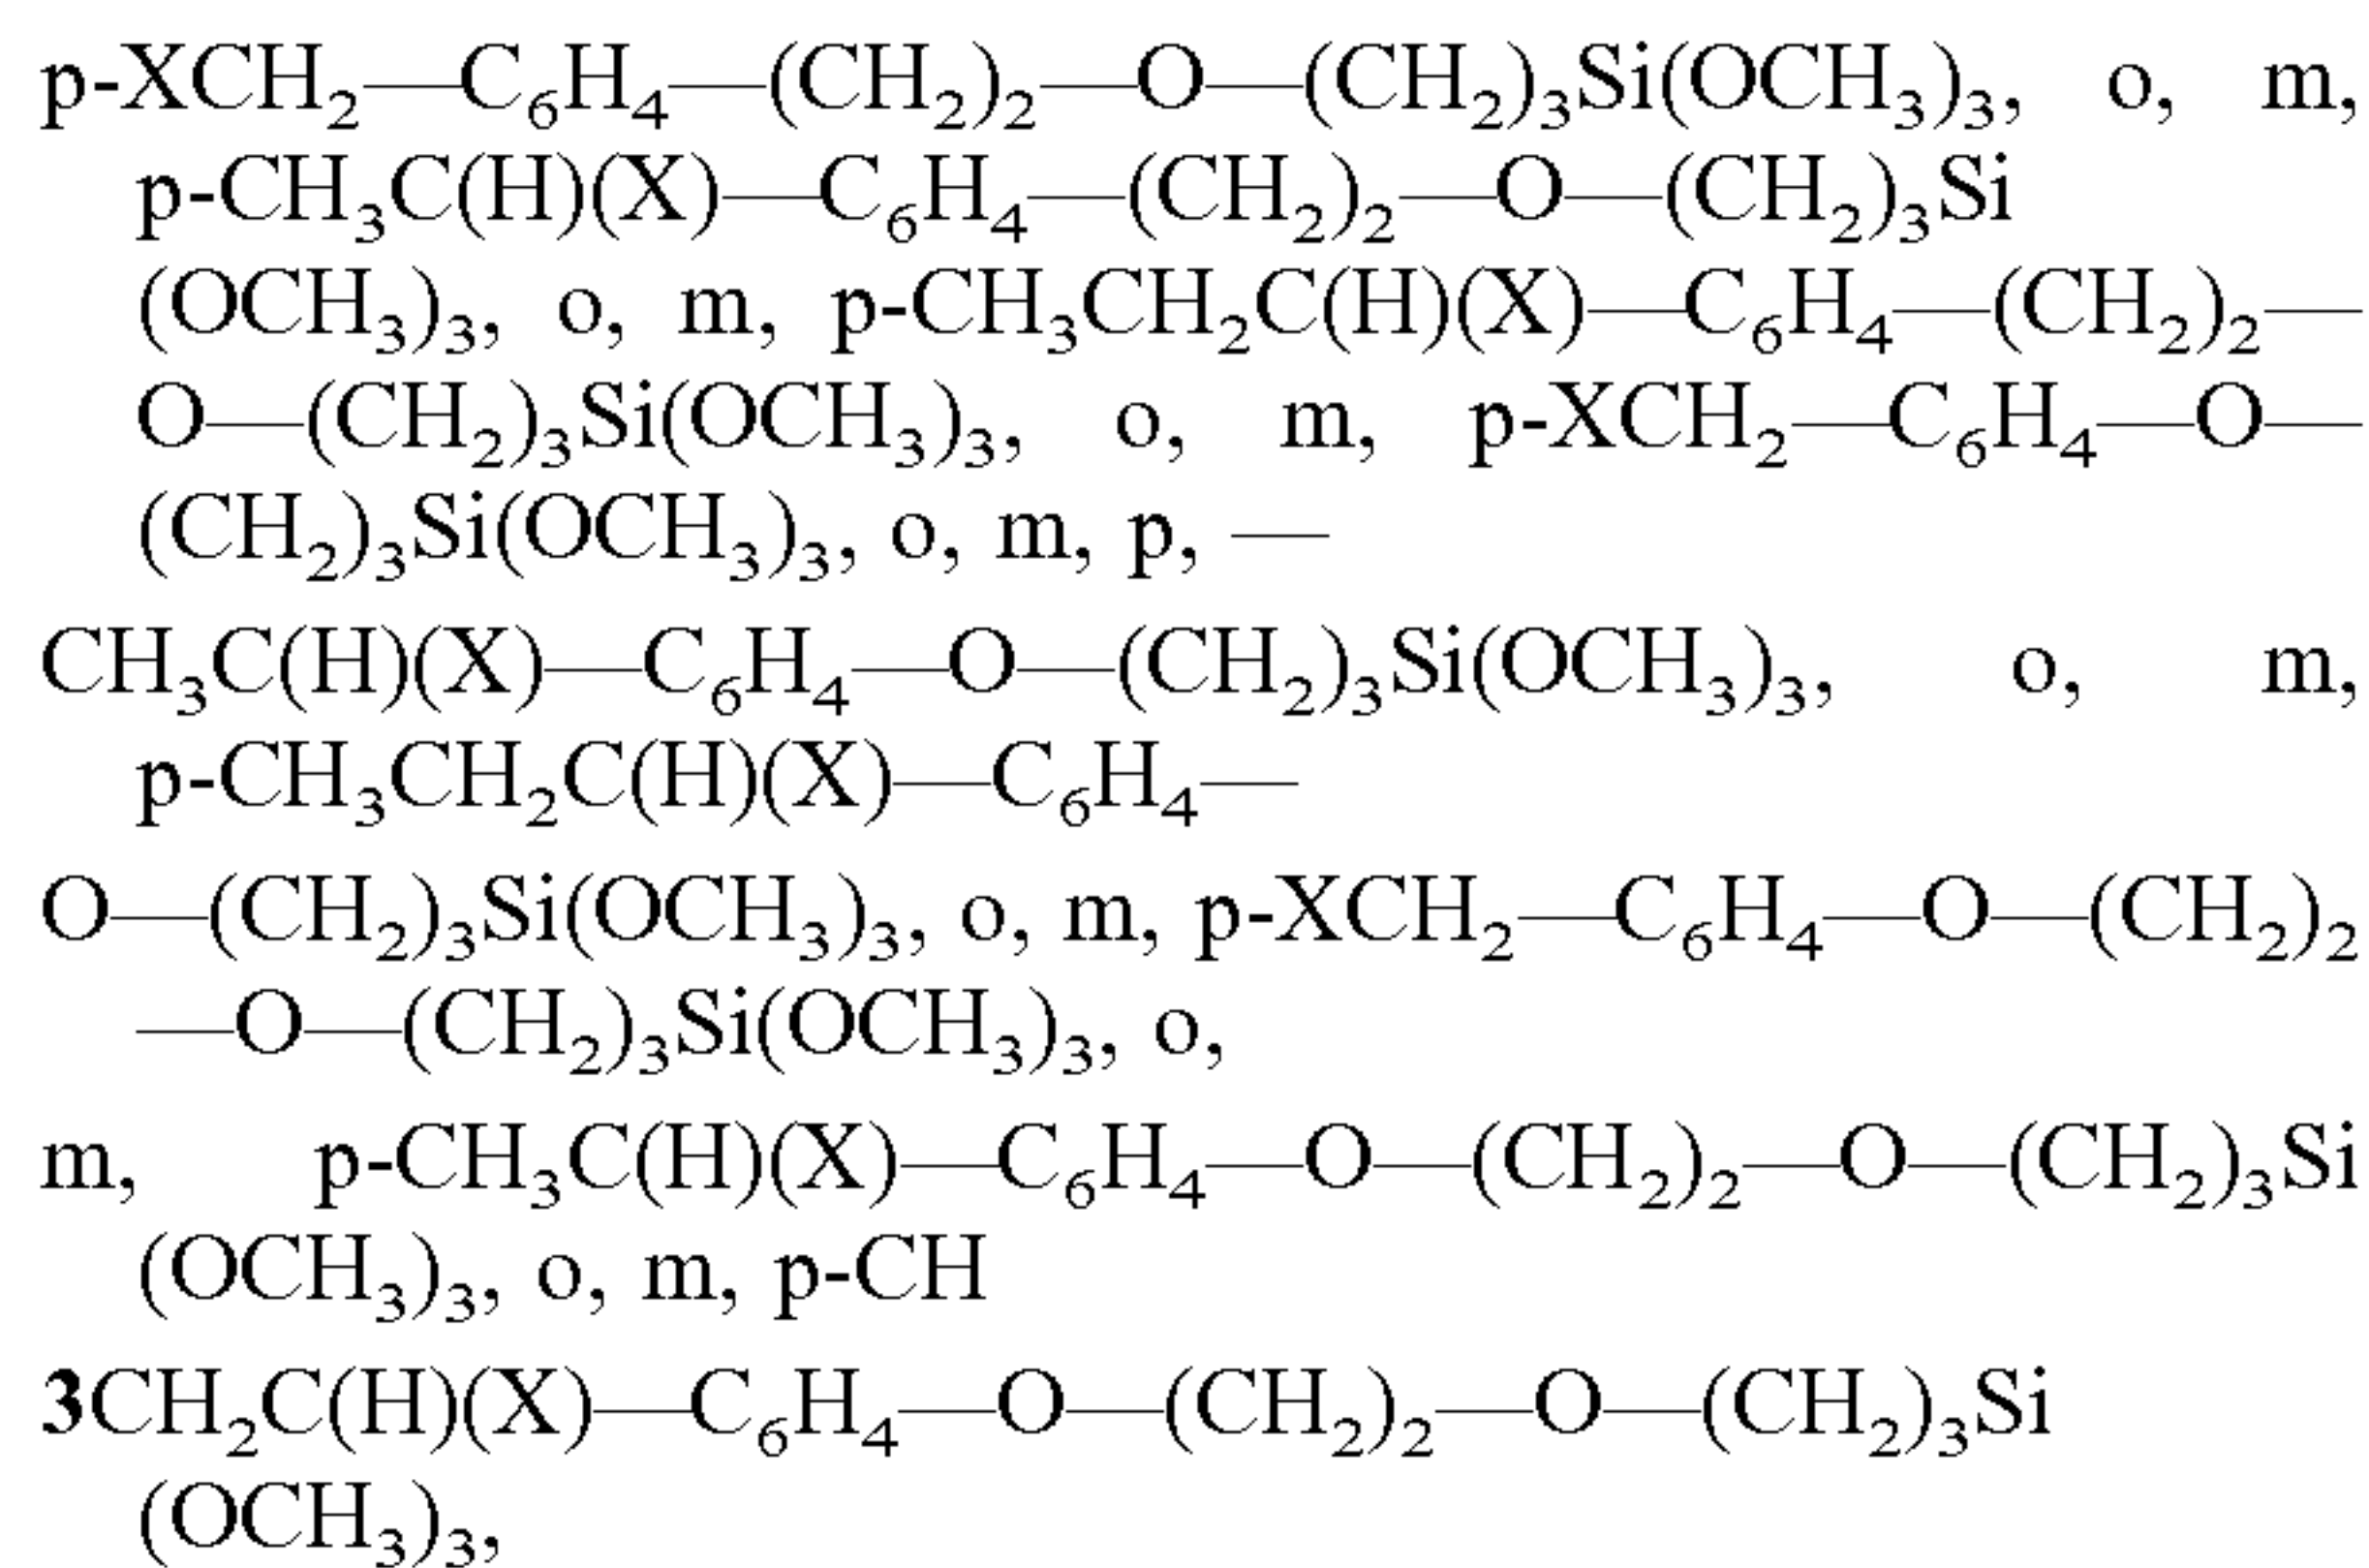 p-XCH₂—C₆H₄—(CH₂)₂—O—(CH₂)₃Si(OCH₃)₃, o, m,
p-CH₃C(H)(X)—C₆H₄—(CH₂)₂—O—(CH₂)₃Si
(OCH₃)₃, o, m, p-CH₃CH₂C(H)(X)—C₆H₄—(CH₂)₂—
O—(CH₂)₃Si(OCH₃)₃, o, m, p-XCH₂—C₆H₄—O—
(CH₂)₃Si(OCH₃)₃, o, m, p, —
CH₃C(H)(X)—C₆H₄—O—(CH₂)₃Si(OCH₃)₃, o, m,
p-CH₃CH₂C(H)(X)—C₆H₄—
O—(CH₂)₃Si(OCH₃)₃, o, m, p-XCH₂—C₆H₄—O—(CH₂)₂
—O—(CH₂)₃Si(OCH₃)₃, o,
m, p-CH₃C(H)(X)—C₆H₄—O—(CH₂)₂—O—(CH₂)₃Si
(OCH₃)₃, o, m, p-CH
3CH₂C(H)(X)—C₆H₄—O—(CH₂)₂—O—(CH₂)₃Si
(OCH₃)₃,